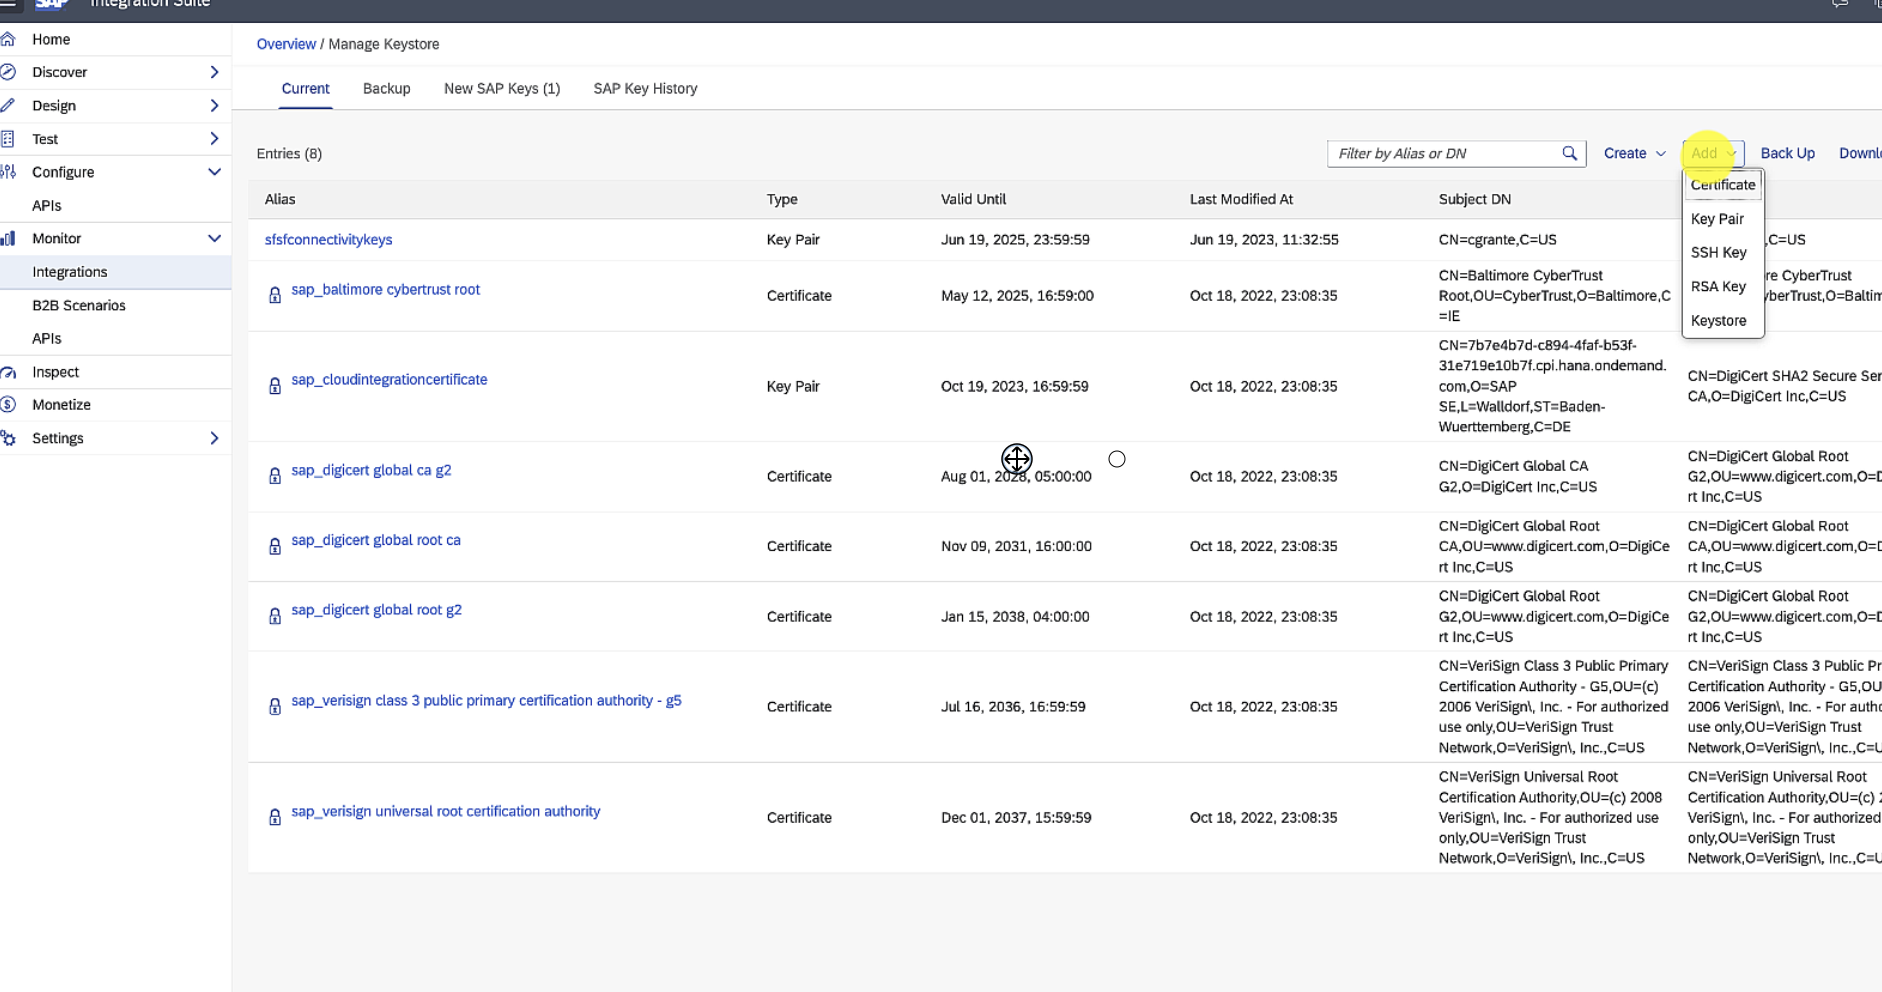 SAP Integration Suite
Home
Discover
Design
Test
Configure
APIs
Monitor
Integrations
B2B Scenarios
APIs
Inspect
Monetize
Settings
Overview / Manage Keystore
Current Backup New SAP Keys (1) SAP Key History
Entries (8)
Filter by Alias or DN
Create Add Back Up Downlo
Certificate
Key Pair
SSH Key
RSA Key
Keystore
Alias Type Valid Until Last Modified At Subject DN
sfsfconnectivitykeys Key Pair Jun 19, 2025, 23:59:59 Jun 19, 2023, 11:32:55 CN=cgrante,C=US ,C=US
sap_baltimore cybertrust root Certificate May 12, 2025, 16:59:00 Oct 18, 2022, 23:08:35
CN=Baltimore CyberTrust
Root,OU=CyberTrust,O=Baltimore,C
=IE
re CyberTrust
yberTrust,O=Baltim
sap_cloudintegrationcertificate Key Pair Oct 19, 2023, 16:59:59 Oct 18, 2022, 23:08:35
CN=7b7e4b7d-c894-4faf-b53f-
31e719e10b7f.cpi.hana.ondemand.
com,O=SAP
SE,L=Walldorf,ST=Baden-
Wuerttemberg,C=DE
CN=DigiCert SHA2 Secure Ser
CA,O=DigiCert Inc,C=US
sap_digicert global ca g2 Certificate Aug 01, 2028, 05:00:00 Oct 18, 2022, 23:08:35
CN=DigiCert Global CA
G2,O=DigiCert Inc,C=US
CN=DigiCert Global Root
G2,OU=www.digicert.com,O=D
rt Inc,C=US
sap_digicert global root ca Certificate Nov 09, 2031, 16:00:00 Oct 18, 2022, 23:08:35
CN=DigiCert Global Root
CA,OU=www.digicert.com,O=DigiCe
rt Inc,C=US
CN=DigiCert Global Root
CA,OU=www.digicert.com,O=D
rt Inc,C=US
sap_digicert global root g2 Certificate Jan 15, 2038, 04:00:00 Oct 18, 2022, 23:08:35
CN=DigiCert Global Root
G2,OU=www.digicert.com,O=DigiCe
rt Inc,C=US
CN=DigiCert Global Root
G2,OU=www.digicert.com,O=D
rt Inc,C=US
sap_verisign class 3 public primary certification authority - g5 Certificate Jul 16, 2036, 16:59:59 Oct 18, 2022, 23:08:35
CN=VeriSign Class 3 Public Primary
Certification Authority - G5,OU=(c)
2006 VeriSign\, Inc. - For authorized
use only,OU=VeriSign Trust
Network,O=VeriSign\, Inc.,C=US
CN=VeriSign Class 3 Public Pr
Certification Authority - G5,OU
2006 VeriSign\, Inc. - For autho
use only,OU=VeriSign Trust
Network,O=VeriSign\, Inc.,C=U
sap_verisign universal root certification authority Certificate Dec 01, 2037, 15:59:59 Oct 18, 2022, 23:08:35
CN=VeriSign Universal Root
Certification Authority,OU=(c) 2008
VeriSign\, Inc. - For authorized use
only,OU=VeriSign Trust
Network,O=VeriSign\, Inc.,C=US
CN=VeriSign Universal Root
Certification Authority,OU=(c) 2
VeriSign\, Inc. - For authorized
only,OU=VeriSign Trust
Network,O=VeriSign\, Inc.,C=U